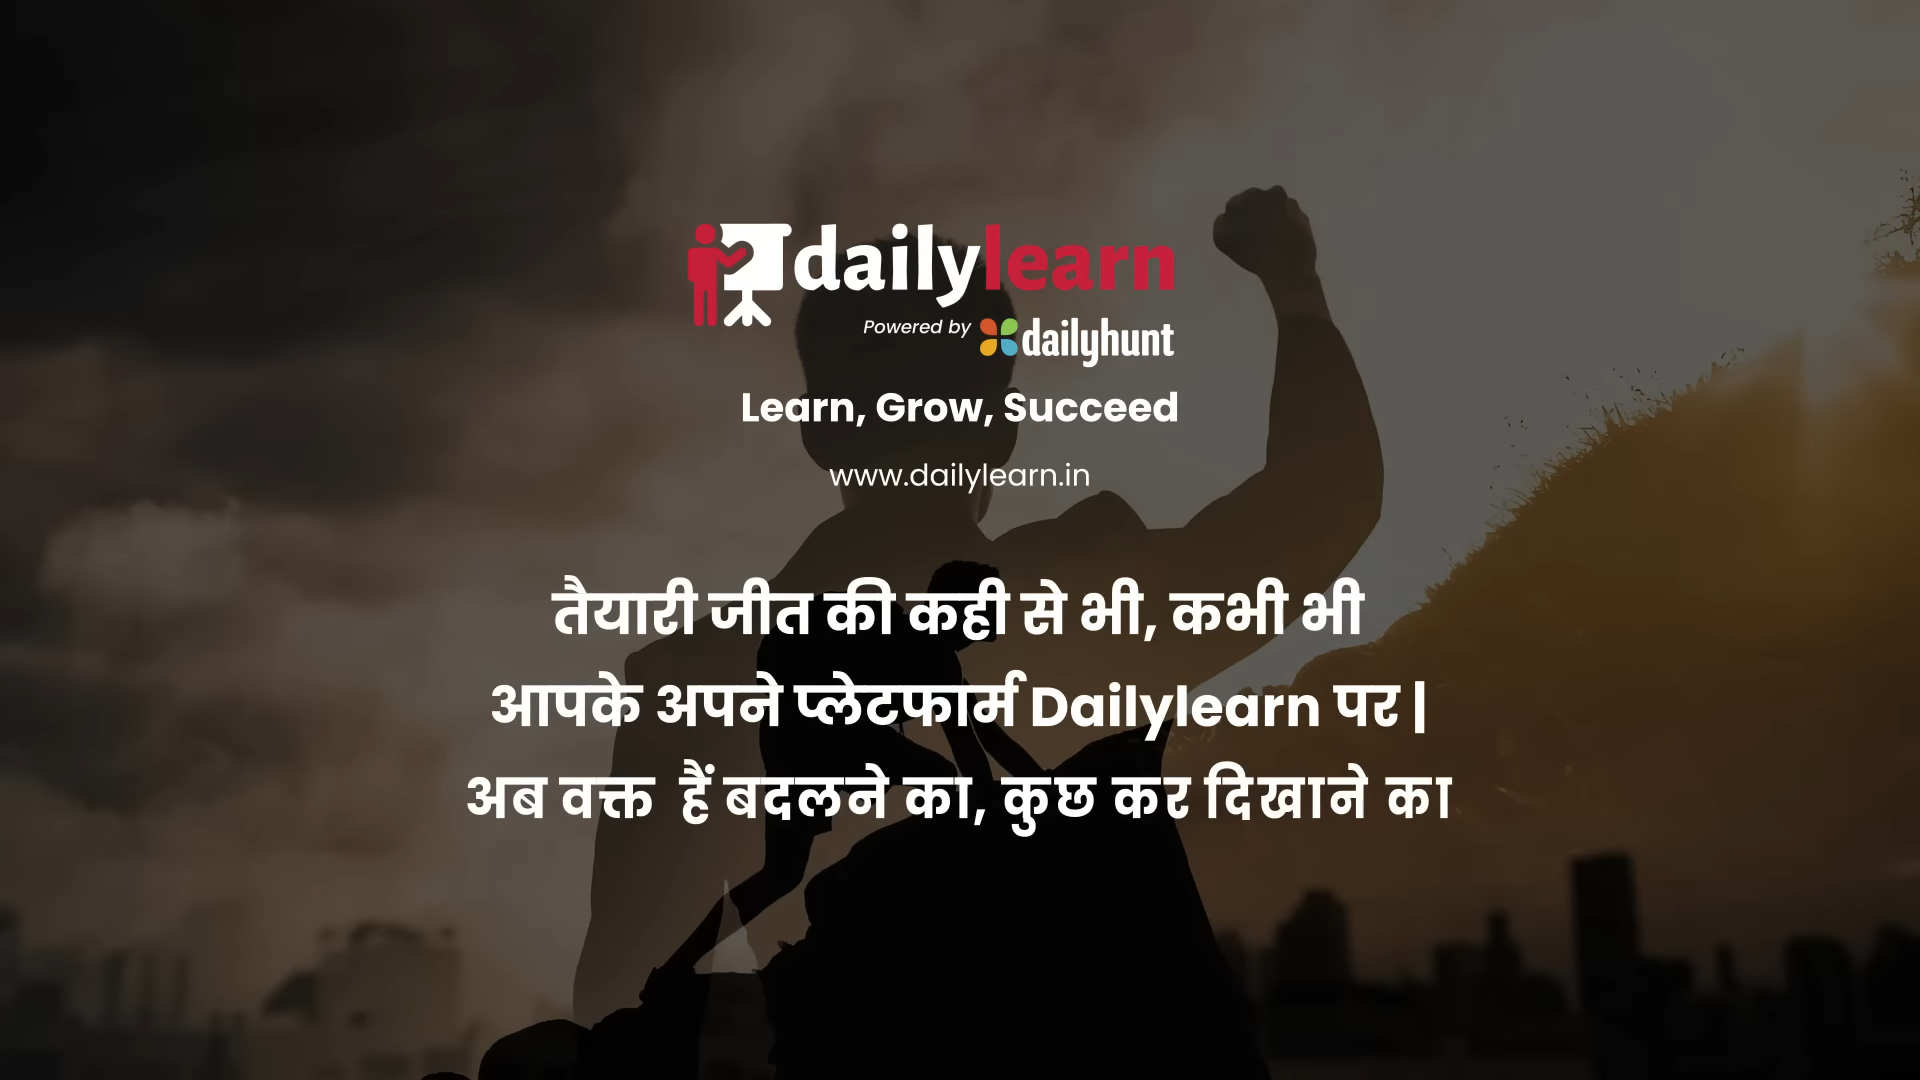 dailylearn
Powered by dailyhunt
Learn, Grow, Succeed
www.dailylearn.in
तैयारी जीत की कही से भी, कभी भी
आपके अपने प्लेटफार्म Dailylearn पर |
अब वक्त हैं बदलने का, कुछ कर दिखाने का